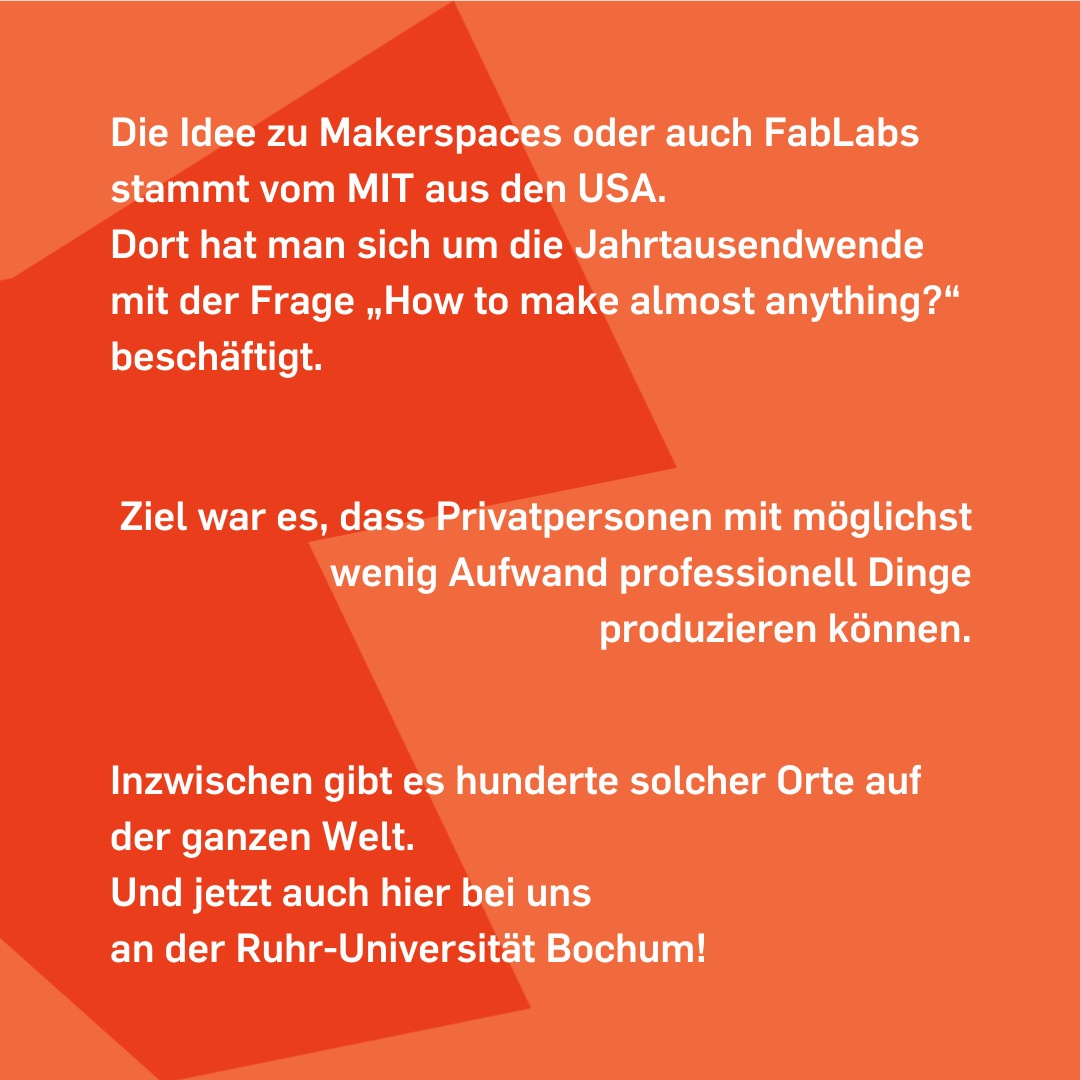 Die Idee zu Makerspaces oder auch FabLabs
stammt vom MIT aus den USA.
Dort hat man sich um die Jahrtausendwende
mit der Frage „How to make almost anything?“
beschäftigt.
Ziel war es, dass Privatpersonen mit möglichst
wenig Aufwand professionell Dinge
produzieren können.
Inzwischen gibt es hunderte solcher Orte auf
der ganzen Welt.
Und jetzt auch hier bei uns
an der Ruhr-Universität Bochum!